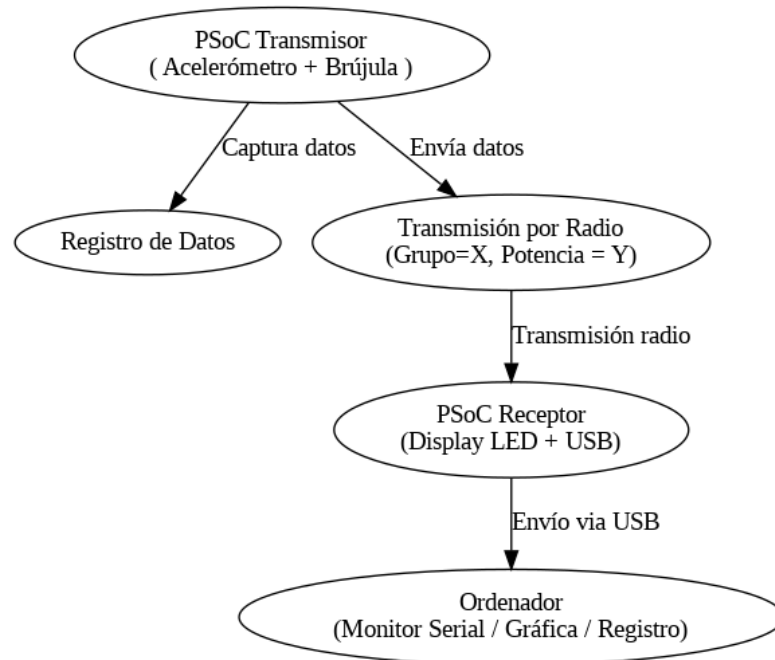 PSoC Transmisor
( Acelerómetro + Brújula )
Captura datos
Envía datos
Registro de Datos
Transmisión por Radio
(Grupo=X, Potencia = Y)
Transmisión radio
PSoC Receptor
(Display LED + USB)
Envío via USB
Ordenador
(Monitor Serial / Gráfica / Registro)